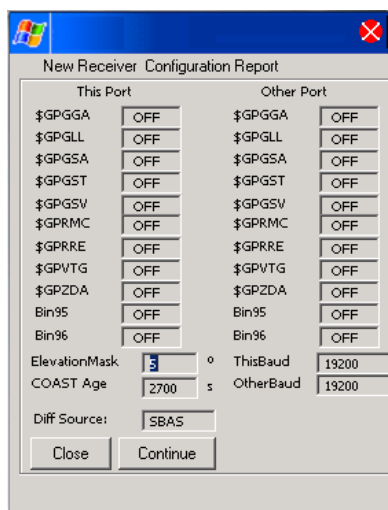 New Receiver Configuration Report
This Port Other Port
$GPGGA OFF $GPGGA OFF
$GPGLL OFF $GPGLL OFF
$GPGSA OFF $GPGSA OFF
$GPGST OFF $GPGST OFF
$GPGSV OFF $GPGSV OFF
$GPRMC OFF $GPRMC OFF
$GPRRE OFF $GPRRE OFF
$GPVTG OFF $GPVTG OFF
$GPZDA OFF $GPZDA OFF
Bin95 OFF Bin95 OFF
Bin96 OFF Bin96 OFF
ElevationMask 5 º ThisBaud 19200
COAST Age 2700 s OtherBaud 19200
Diff Source: SBAS
Close Continue